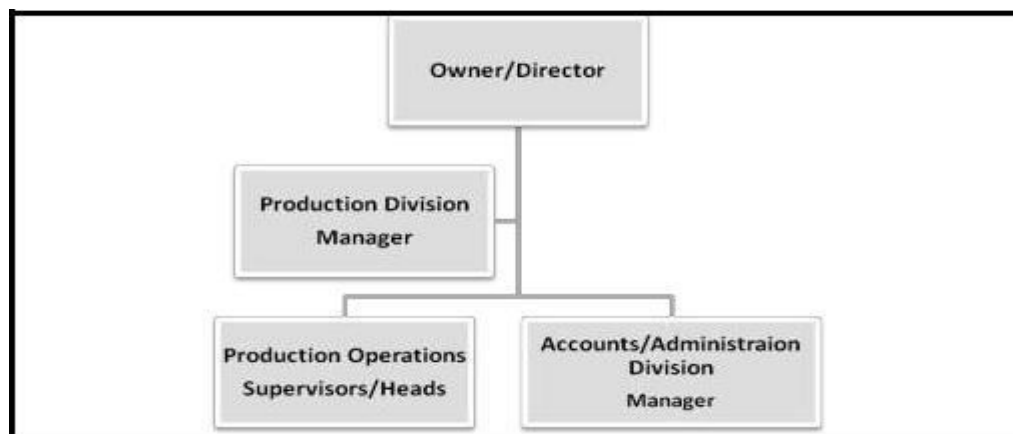 Owner/Director
Production Division
Manager
Production Operations
Supervisors/Heads
Accounts/Administraion
Division
Manager